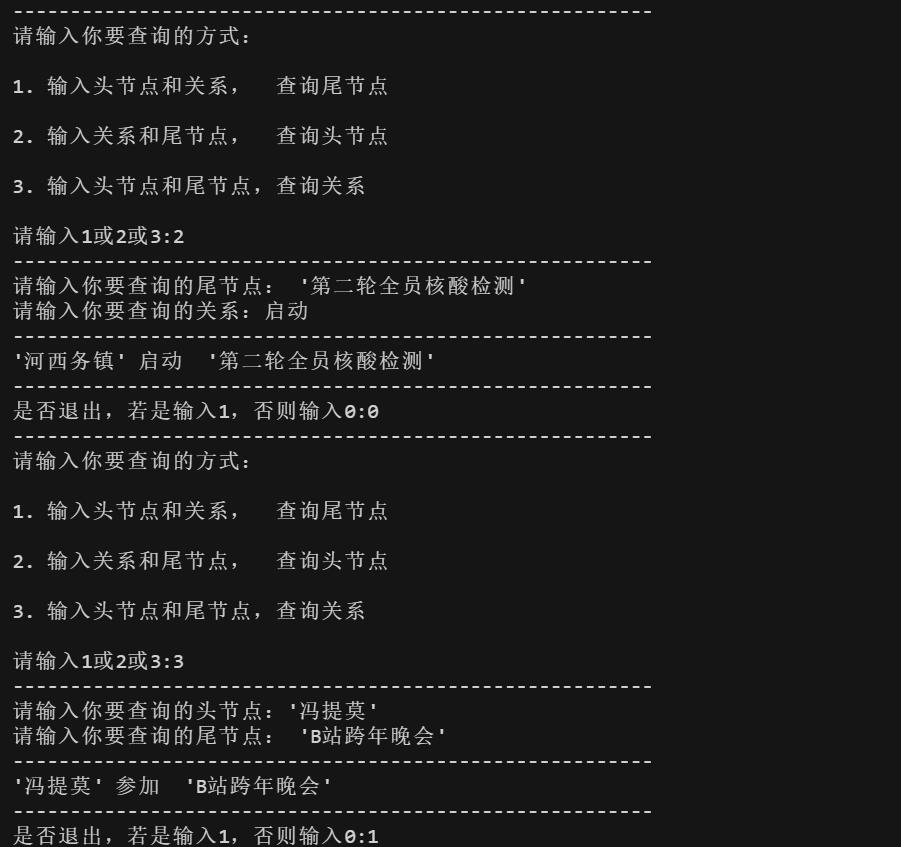 --------------------------------------------------------
请输入你要查询的方式:
1. 输入头节点和关系,  查询尾节点
2. 输入关系和尾节点,  查询头节点
3. 输入头节点和尾节点,查询关系
请输入1或2或3:2
--------------------------------------------------------
请输入你要查询的尾节点: '第二轮全员核酸检测'
请输入你要查询的关系:启动
--------------------------------------------------------
'河西务镇' 启动  '第二轮全员核酸检测'
--------------------------------------------------------
是否退出,若是输入1,否则输入0:0
--------------------------------------------------------
请输入你要查询的方式:
1. 输入头节点和关系,  查询尾节点
2. 输入关系和尾节点,  查询头节点
3. 输入头节点和尾节点,查询关系
请输入1或2或3:3
--------------------------------------------------------
请输入你要查询的头节点:'冯提莫'
请输入你要查询的尾节点: 'B站跨年晚会'
--------------------------------------------------------
'冯提莫' 参加  'B站跨年晚会'
--------------------------------------------------------
是否退出,若是输入1,否则输入0:1